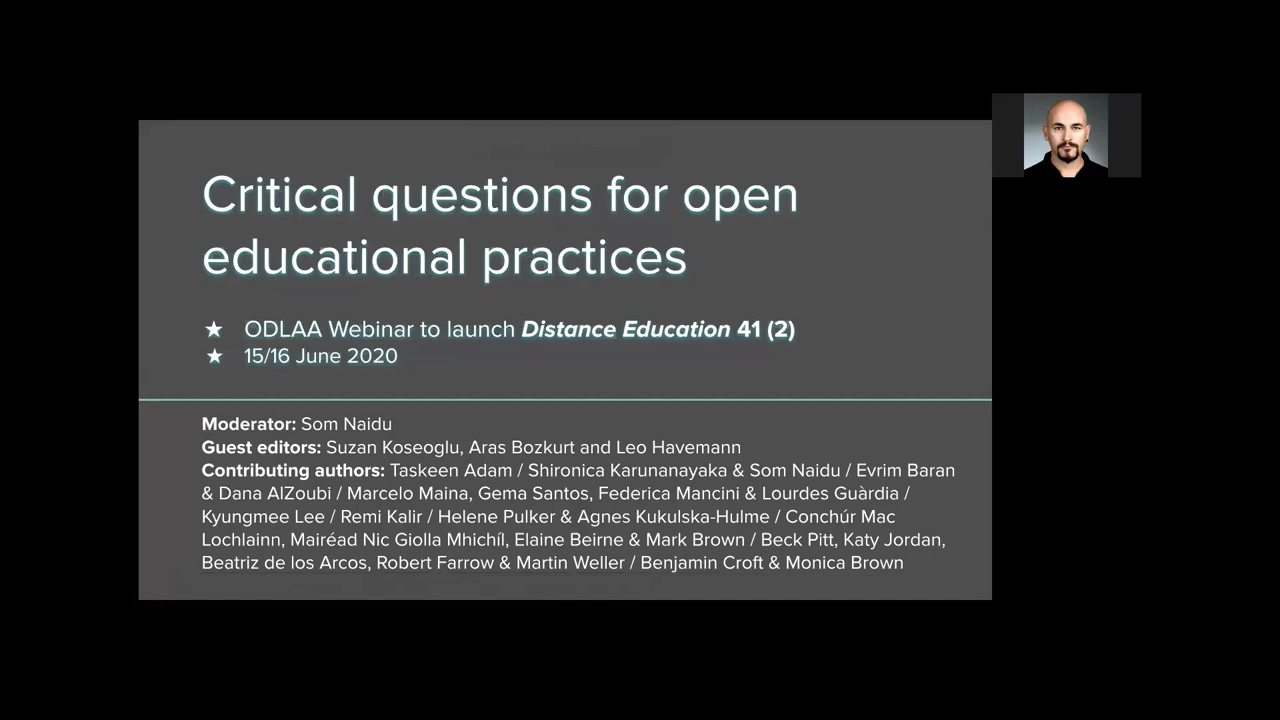 Critical questions for open
educational practices
★ ODLAA Webinar to launch Distance Education 41 (2)
★ 15/16 June 2020
Moderator: Som Naidu
Guest editors: Suzan Koseoglu, Aras Bozkurt and Leo Havemann
Contributing authors: Taskeen Adam / Shironica Karunanayaka & Som Naidu / Evrim Baran
& Dana AlZoubi / Marcelo Maina, Gema Santos, Federica Mancini & Lourdes Guàrdia /
Kyungmee Lee / Remi Kalir / Helene Pulker & Agnes Kukulska-Hulme / Conchúr Mac
Lochlainn, Mairéad Nic Giolla Mhichíl, Elaine Beirne & Mark Brown / Beck Pitt, Katy Jordan,
Beatriz de los Arcos, Robert Farrow & Martin Weller / Benjamin Croft & Monica Brown